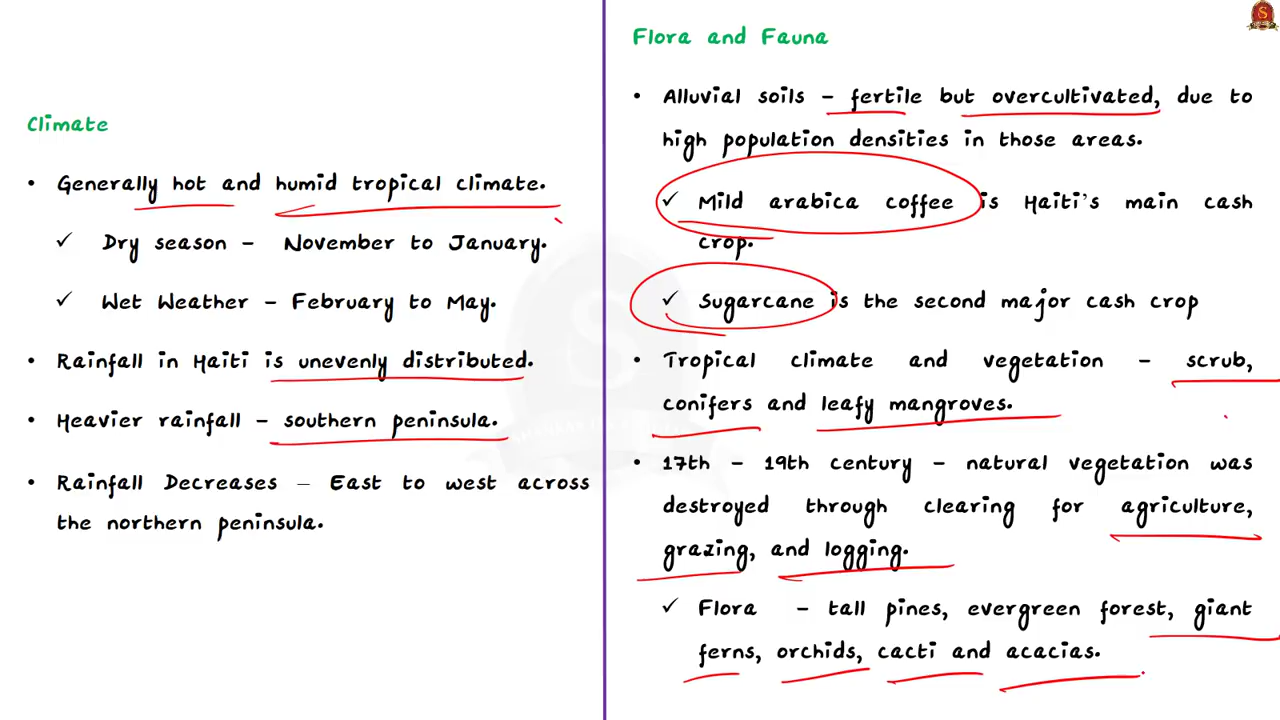 Climate
• Generally hot and humid tropical climate.
✓ Dry season – November to January.
✓ Wet Weather – February to May.
• Rainfall in Haiti is unevenly distributed.
• Heavier rainfall – southern peninsula.
• Rainfall Decreases – East to west across
the northern peninsula.
Flora and Fauna
• Alluvial soils – fertile but overcultivated, due to
high population densities in those areas.
✓ Mild arabica coffee is Haiti's main cash
crop.
✓ Sugarcane is the second major cash crop
• Tropical climate and vegetation – scrub,
conifers and leafy mangroves.
• 17th – 19th century – natural vegetation was
destroyed through clearing for agriculture,
grazing, and logging.
✓ Flora – tall pines, evergreen forest, giant
ferns, orchids, cacti and acacias.